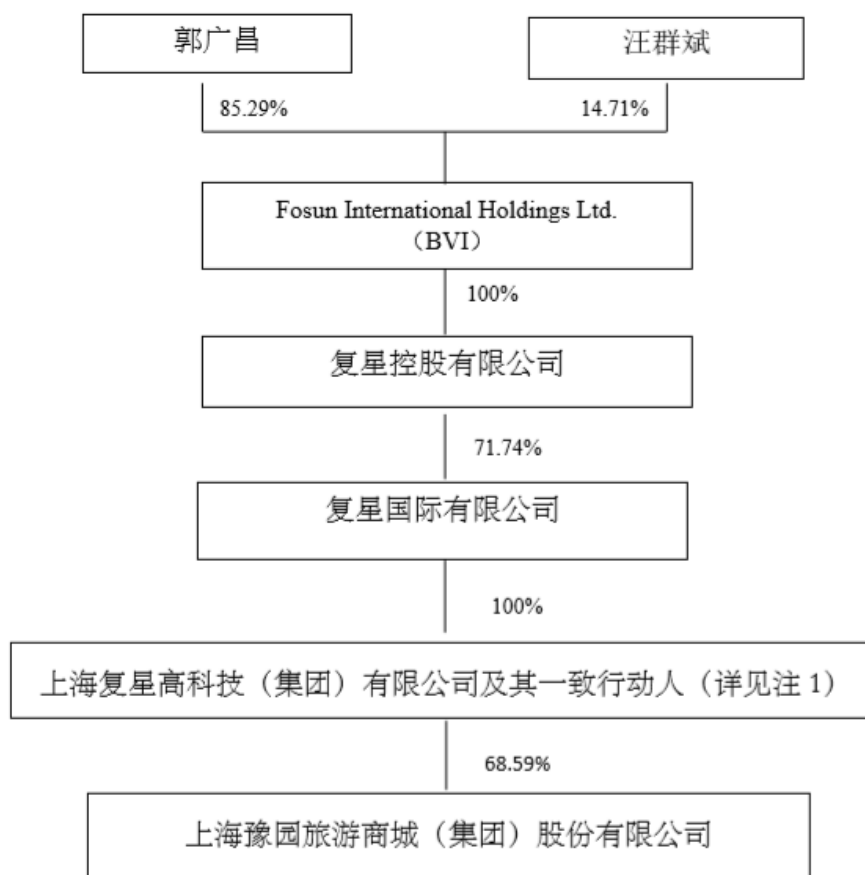 郭广昌
汪群斌
85.29%
14.71%
Fosun International Holdings Ltd.
（BVI）
100%
复星控股有限公司
71.74%
复星国际有限公司
100%
上海复星高科技（集团）有限公司及其一致行动人（详见注 1）
68.59%
上海豫园旅游商城（集团）股份有限公司